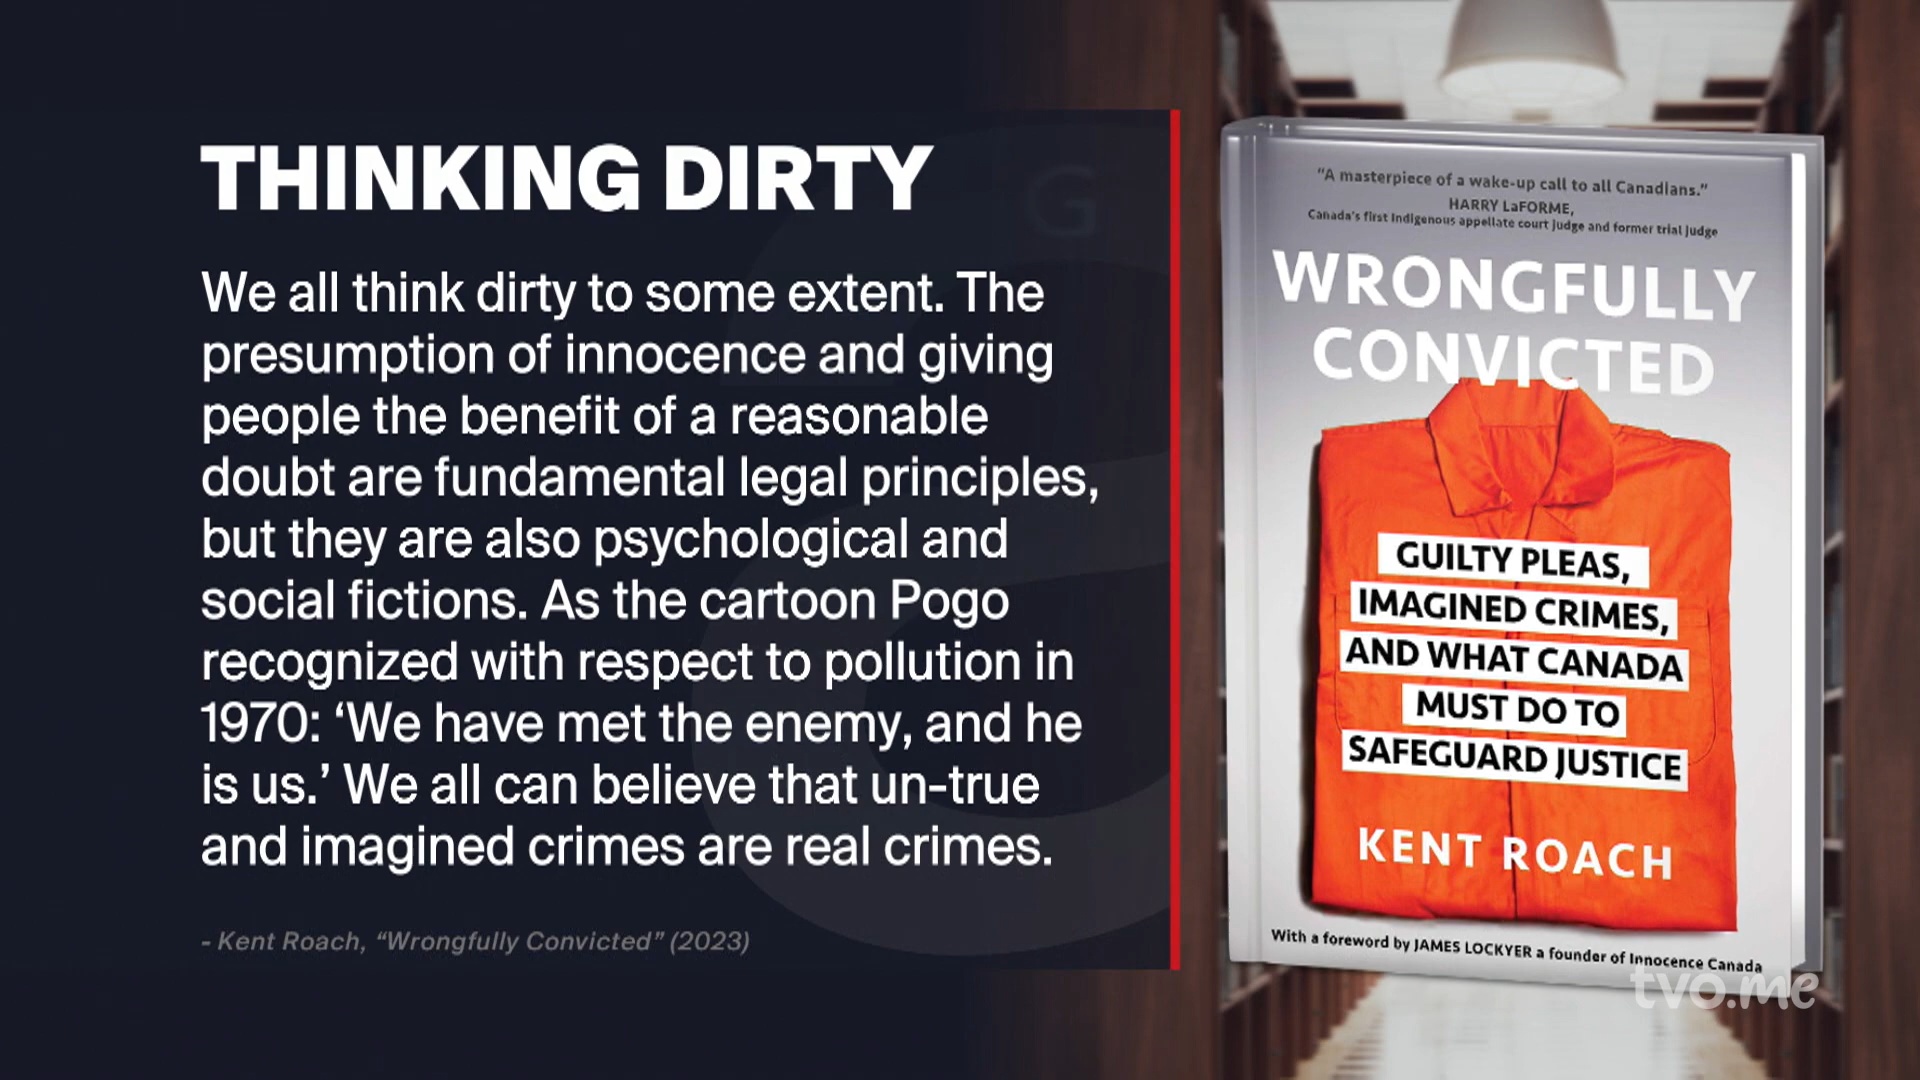 THINKING DIRTY
We all think dirty to some extent. The
presumption of innocence and giving
people the benefit of a reasonable
doubt are fundamental legal principles,
but they are also psychological and
social fictions. As the cartoon Pogo
recognized with respect to pollution in
1970: ‘We have met the enemy, and he
is us.’ We all can believe that un-true
and imagined crimes are real crimes.
- Kent Roach, “Wrongfully Convicted” (2023)
“A masterpiece of a wake-up call to all Canadians.”
HARRY LaFORME,
Canada's first Indigenous appellate court judge and former trial judge
WRONGFULLY
CONVICTED
GUILTY PLEAS,
IMAGINED CRIMES,
AND WHAT CANADA
MUST DO TO
SAFEGUARD JUSTICE
KENT ROACH
With a foreword by JAMES LOCKYER a founder of Innocence Canada
tvo.me